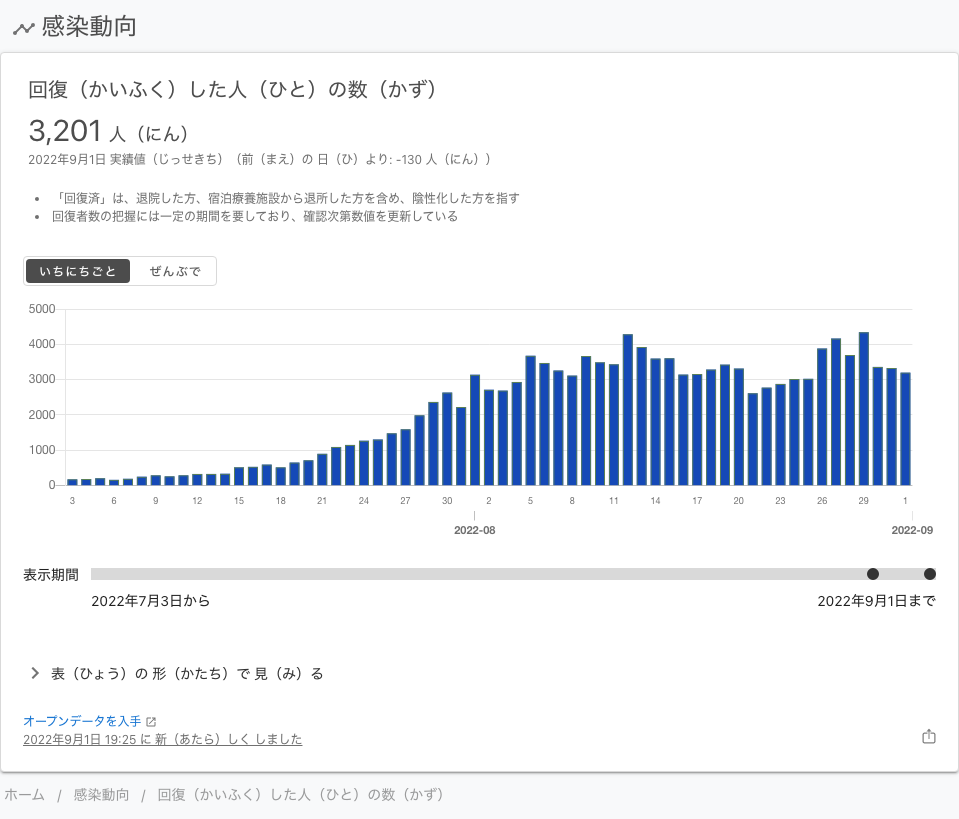 感染動向
回復（かいふく）した人（ひと）の数（かず）
3,201 人（にん）
2022年9月1日 実績値（じっせきち）（前（まえ）の 日（ひ）より: -130 人（にん））
• 「回復済」は、退院した方、宿泊療養施設から退所した方を含め、陰性化した方を指す
• 回復者数の把握には一定の期間を要しており、確認次第数値を更新している
いちにちごと ぜんぶで
5000
4000
3000
2000
1000
0
3 6 9 12 15 18 21 24 27 30 2 5 8 11 14 17 20 23 26 29 1
2022-08 2022-09
表示期間
2022年7月3日から 2022年9月1日まで
表（ひょう）の 形（かたち）で 見（み）る
オープンデータを入手
2022年9月1日 19:25 に 新（あたら）しく しました
ホーム / 感染動向 / 回復（かいふく）した人（ひと）の数（かず）